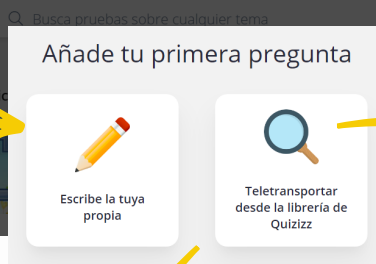 Busca pruebas sobre cualquier tema
Añade tu primera pregunta
Escribe la tuya
propia
Teletransportar
desde la librería de
Quizizz